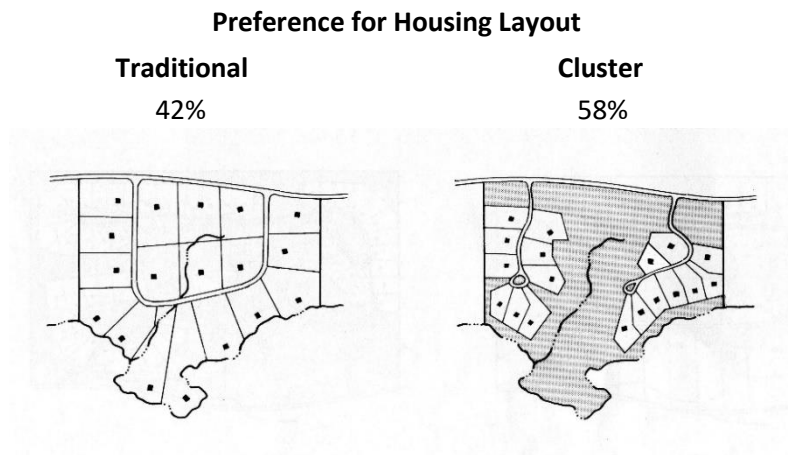 Preference for Housing Layout
Traditional
Cluster
42%
58%